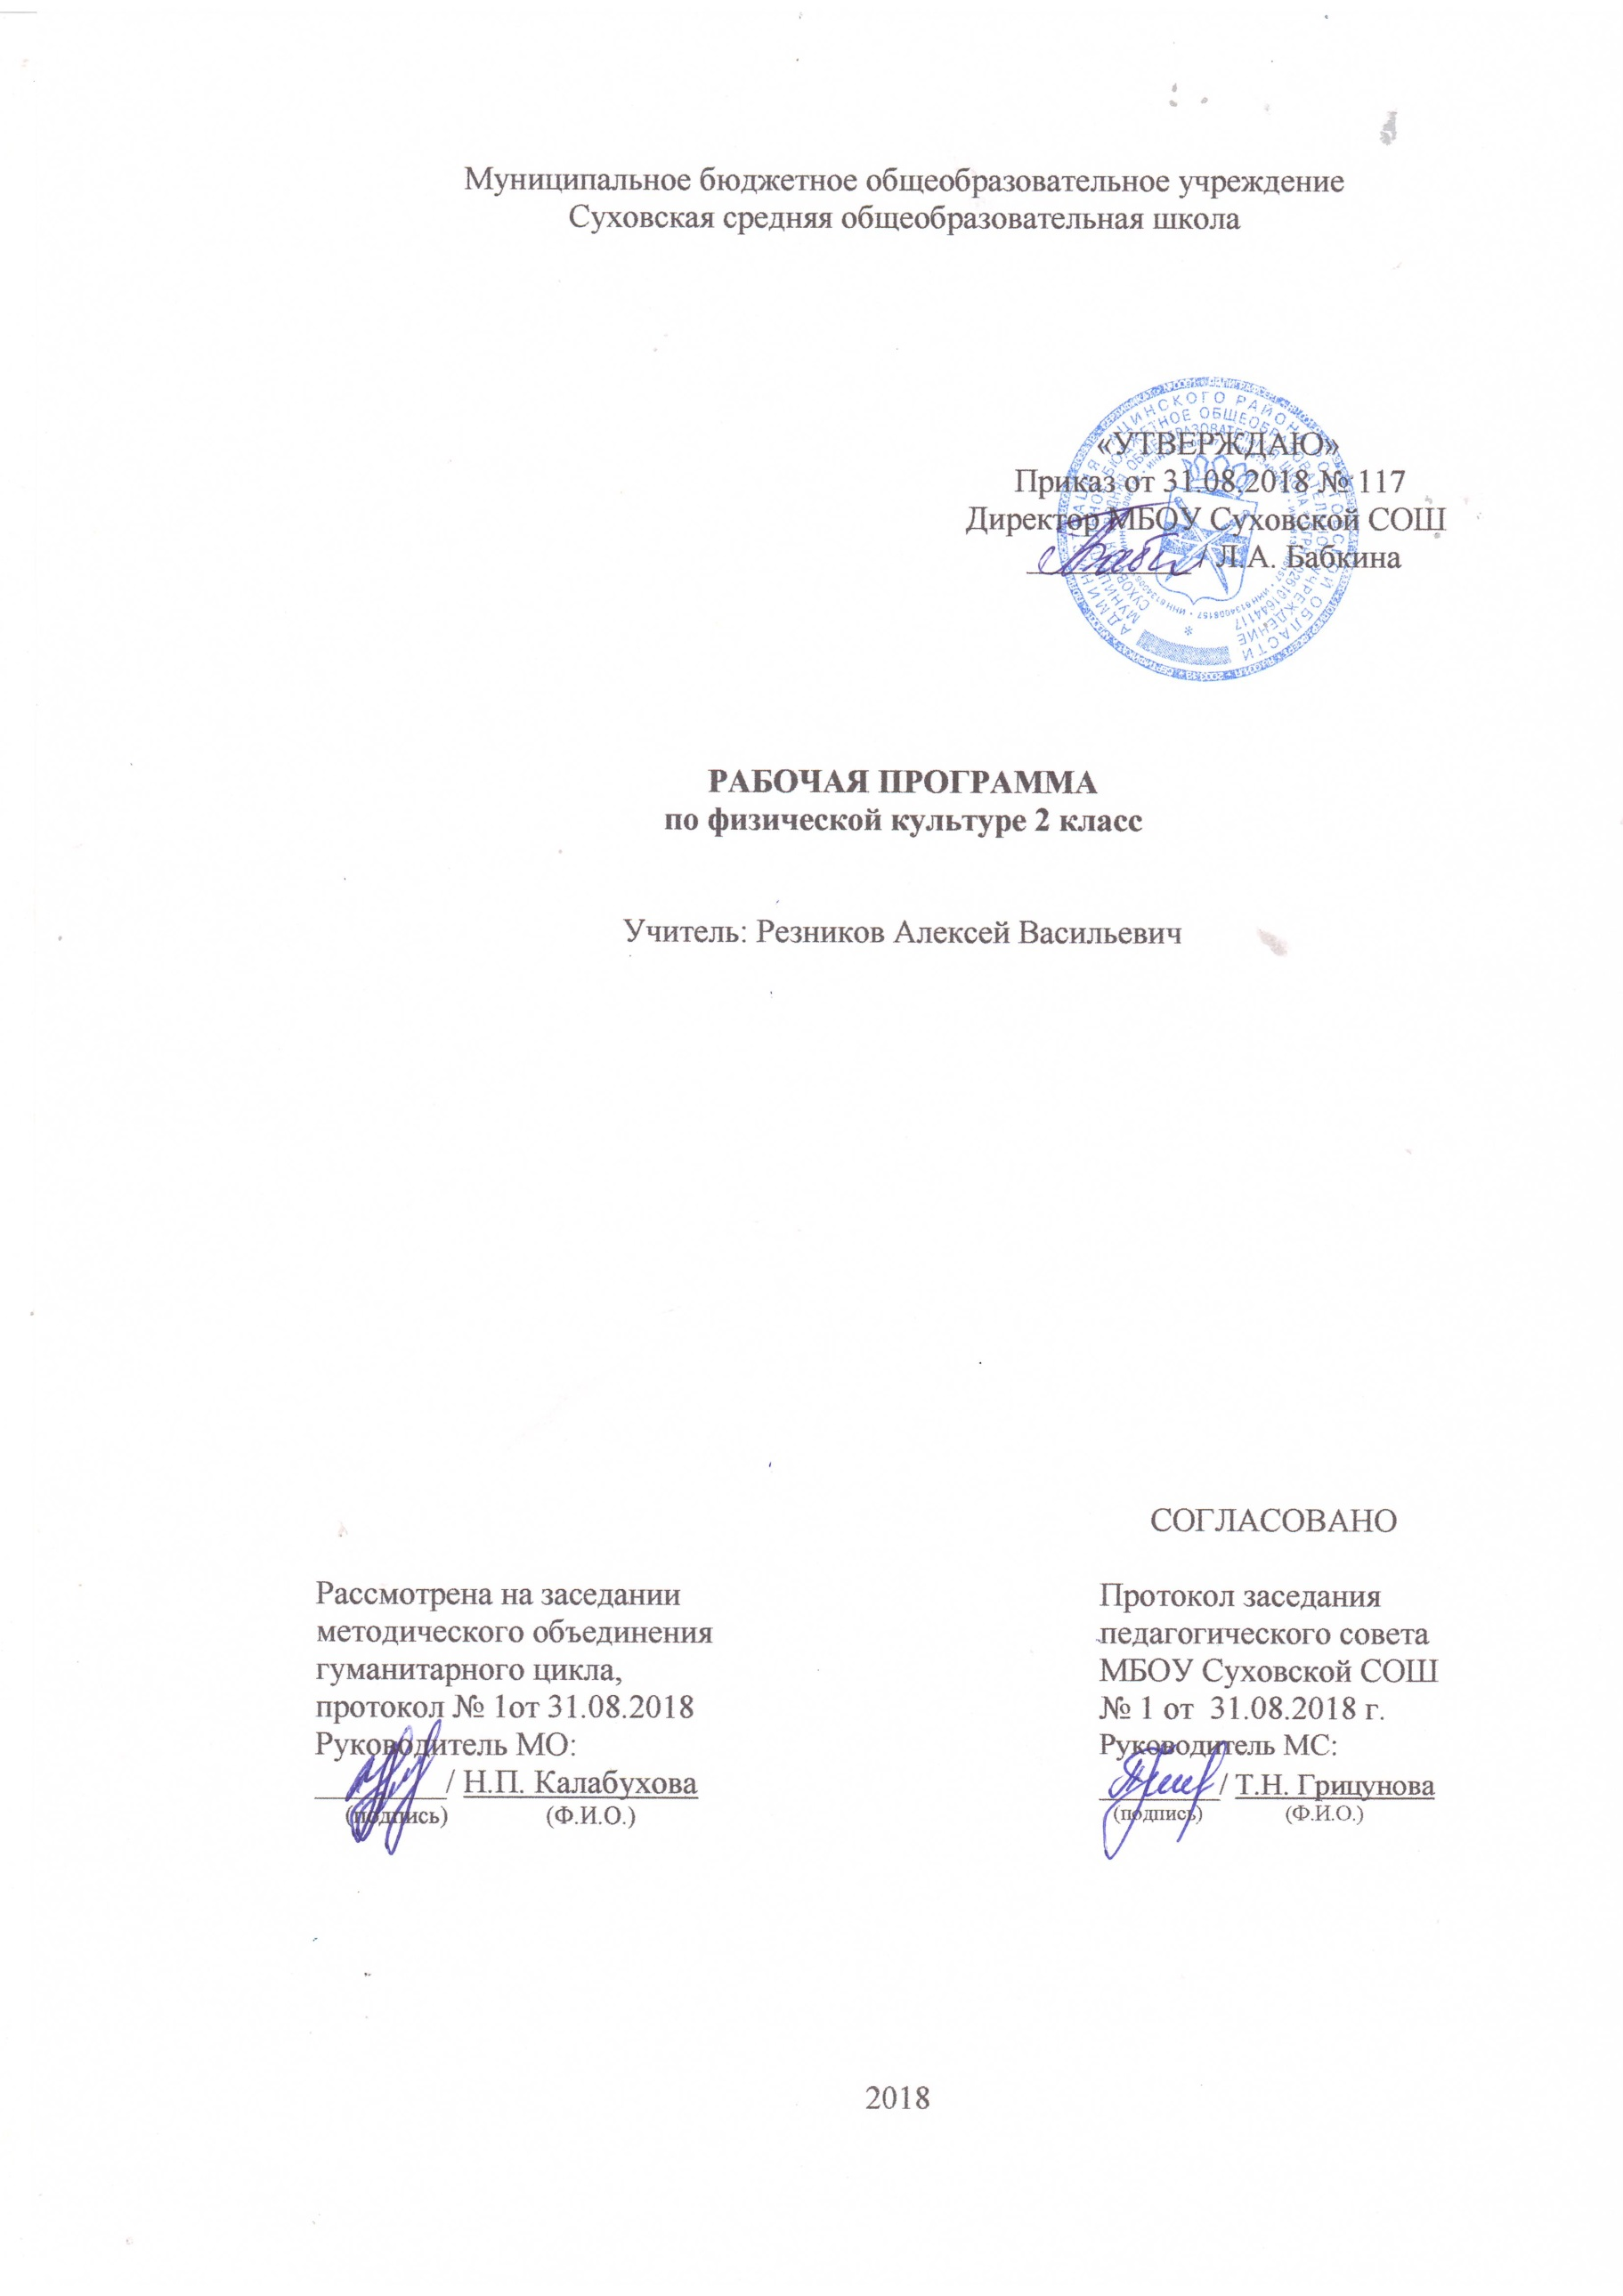 Муниципальное бюджетное общеобразовательное учреждение
Суховская средняя общеобразовательная школа
«УТВЕРЖДАЮ»
Приказ от 31.08.2018 № 117
Директор МБОУ Суховской СОШ
/ Л.А. Бабкина
РАБОЧАЯ ПРОГРАММА
по физической культуре 2 класс
Учитель: Резников Алексей Васильевич
СОГЛАСОВАНО
Рассмотрена на заседании
методического объединения
гуманитарного цикла,
протокол № 1от 31.08.2018
Руководитель МО:
/ Н.П. Калабухова
(подпись) (Ф.И.О.)
Протокол заседания
педагогического совета
МБОУ Суховской СОШ
№ 1 от 31.08.2018 г.
Руководитель МС:
/ Т.Н. Грицунова
(подпись) (Ф.И.О.)
2018